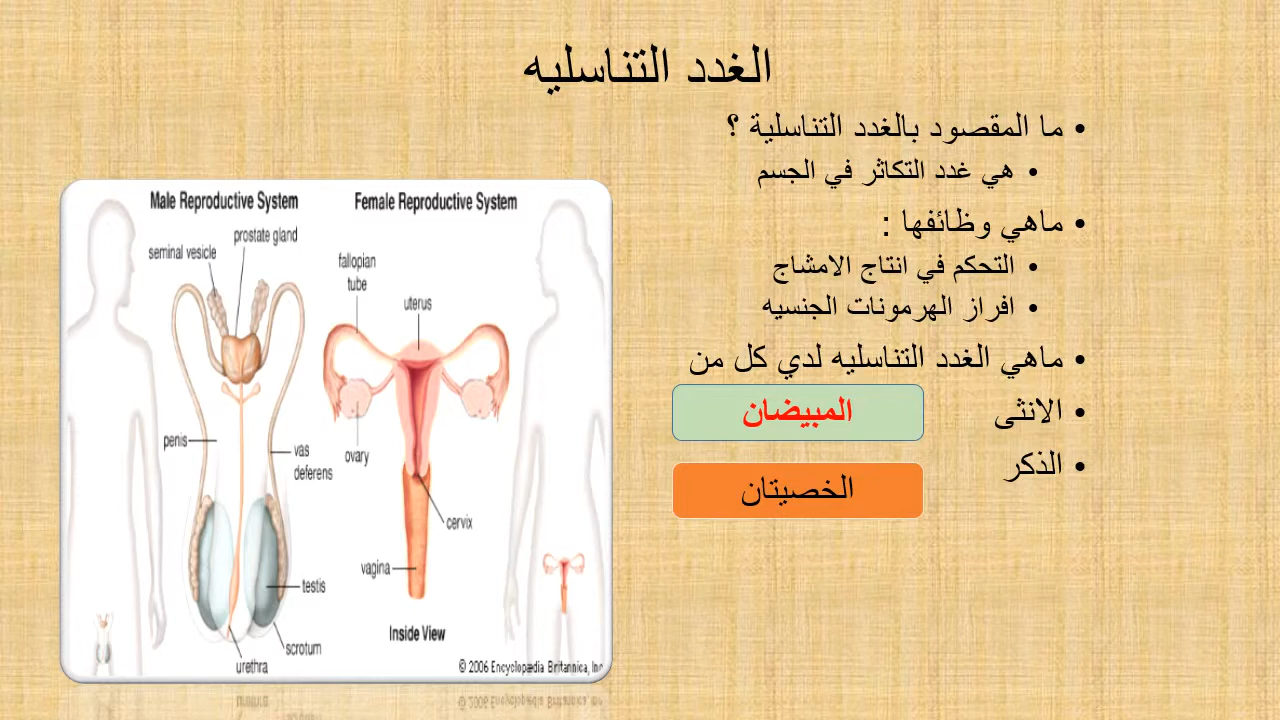 الغدد التناسليه
• ما المقصود بالغدد التناسلية ؟
• هي غدد التكاثر في الجسم
• ماهي وظائفها :
• التحكم في انتاج الامشاج
• افراز الهرمونات الجنسيه
• ماهي الغدد التناسليه لدي كل من
• الانثى
المبيضان
• الذكر
الخصيتان
Male Reproductive System
Female Reproductive System
prostate gland
seminal vesicle
fallopian
tube
uterus
penis
vas
deferens
ovary
cervix
vagina
testis
Inside View
scrotum
urethra
© 2006 Encyclopædia Britannica, Inc